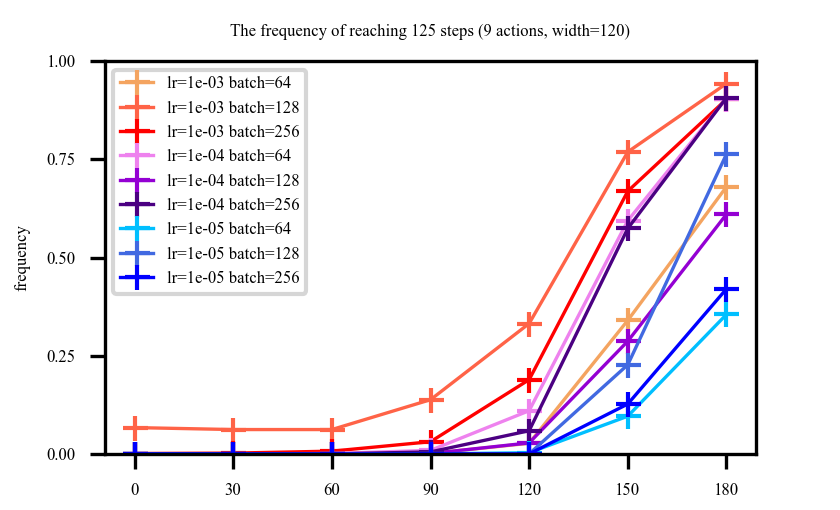 The frequency of reaching 125 steps (9 actions, width=120)
1.00
0.75
0.50
0.25
0.00
frequency
lr=1e-03 batch=64
lr=1e-03 batch=128
lr=1e-03 batch=256
lr=1e-04 batch=64
lr=1e-04 batch=128
lr=1e-04 batch=256
lr=1e-05 batch=64
lr=1e-05 batch=128
lr=1e-05 batch=256
0 30 60 90 120 150 180